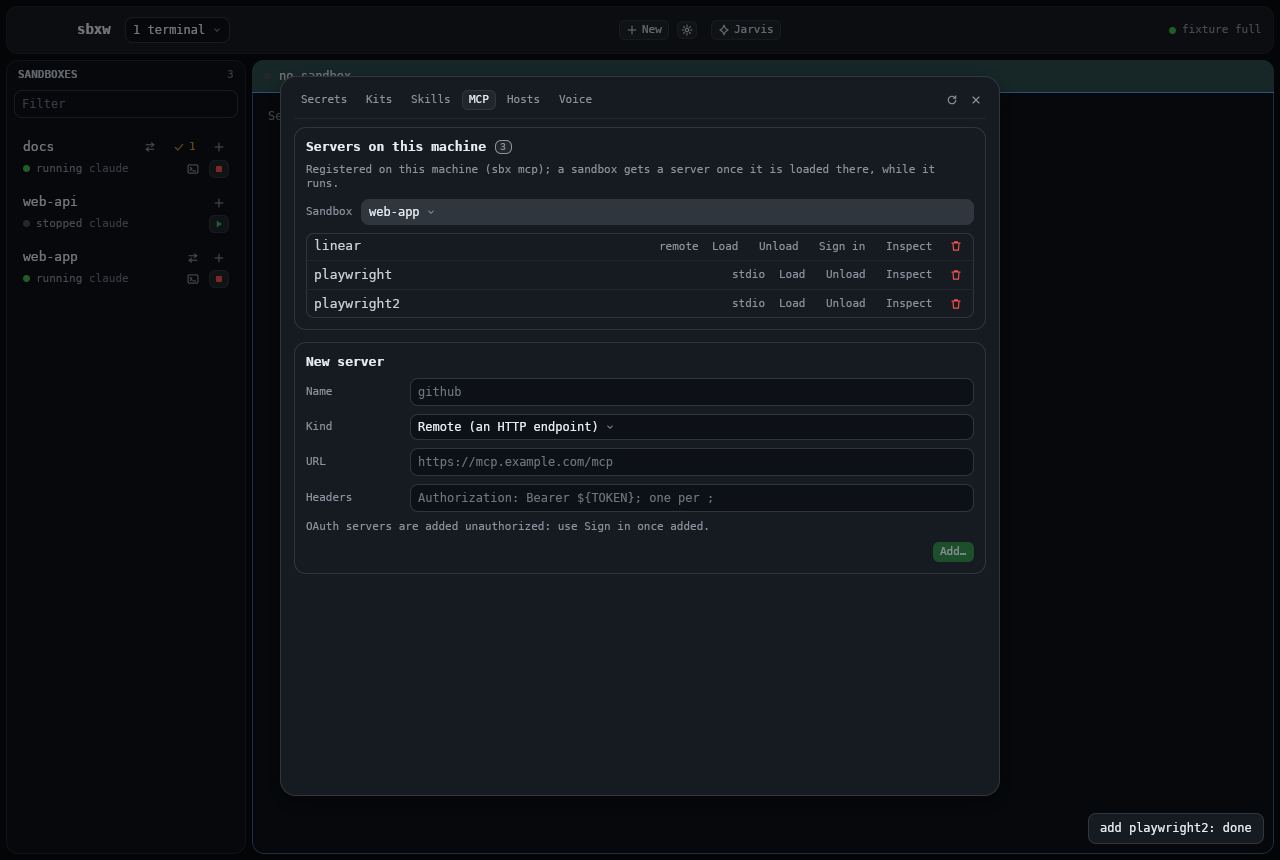 sbxw 1 terminal New Jarvis fixture full
SANDBOXES 3
Filter
docs 1
running claude
web-api
stopped claude
web-app
running claude
no sandbox
Se
Secrets Kits Skills MCP Hosts Voice
Servers on this machine 3
Registered on this machine (sbx mcp); a sandbox gets a server once it is loaded there, while it
runs.
Sandbox web-app
linear remote Load Unload Sign in Inspect
playwright stdio Load Unload Inspect
playwright2 stdio Load Unload Inspect
New server
Name github
Kind Remote (an HTTP endpoint)
URL https://mcp.example.com/mcp
Headers Authorization: Bearer ${TOKEN}; one per ;
OAuth servers are added unauthorized: use Sign in once added.
Add…
add playwright2: done